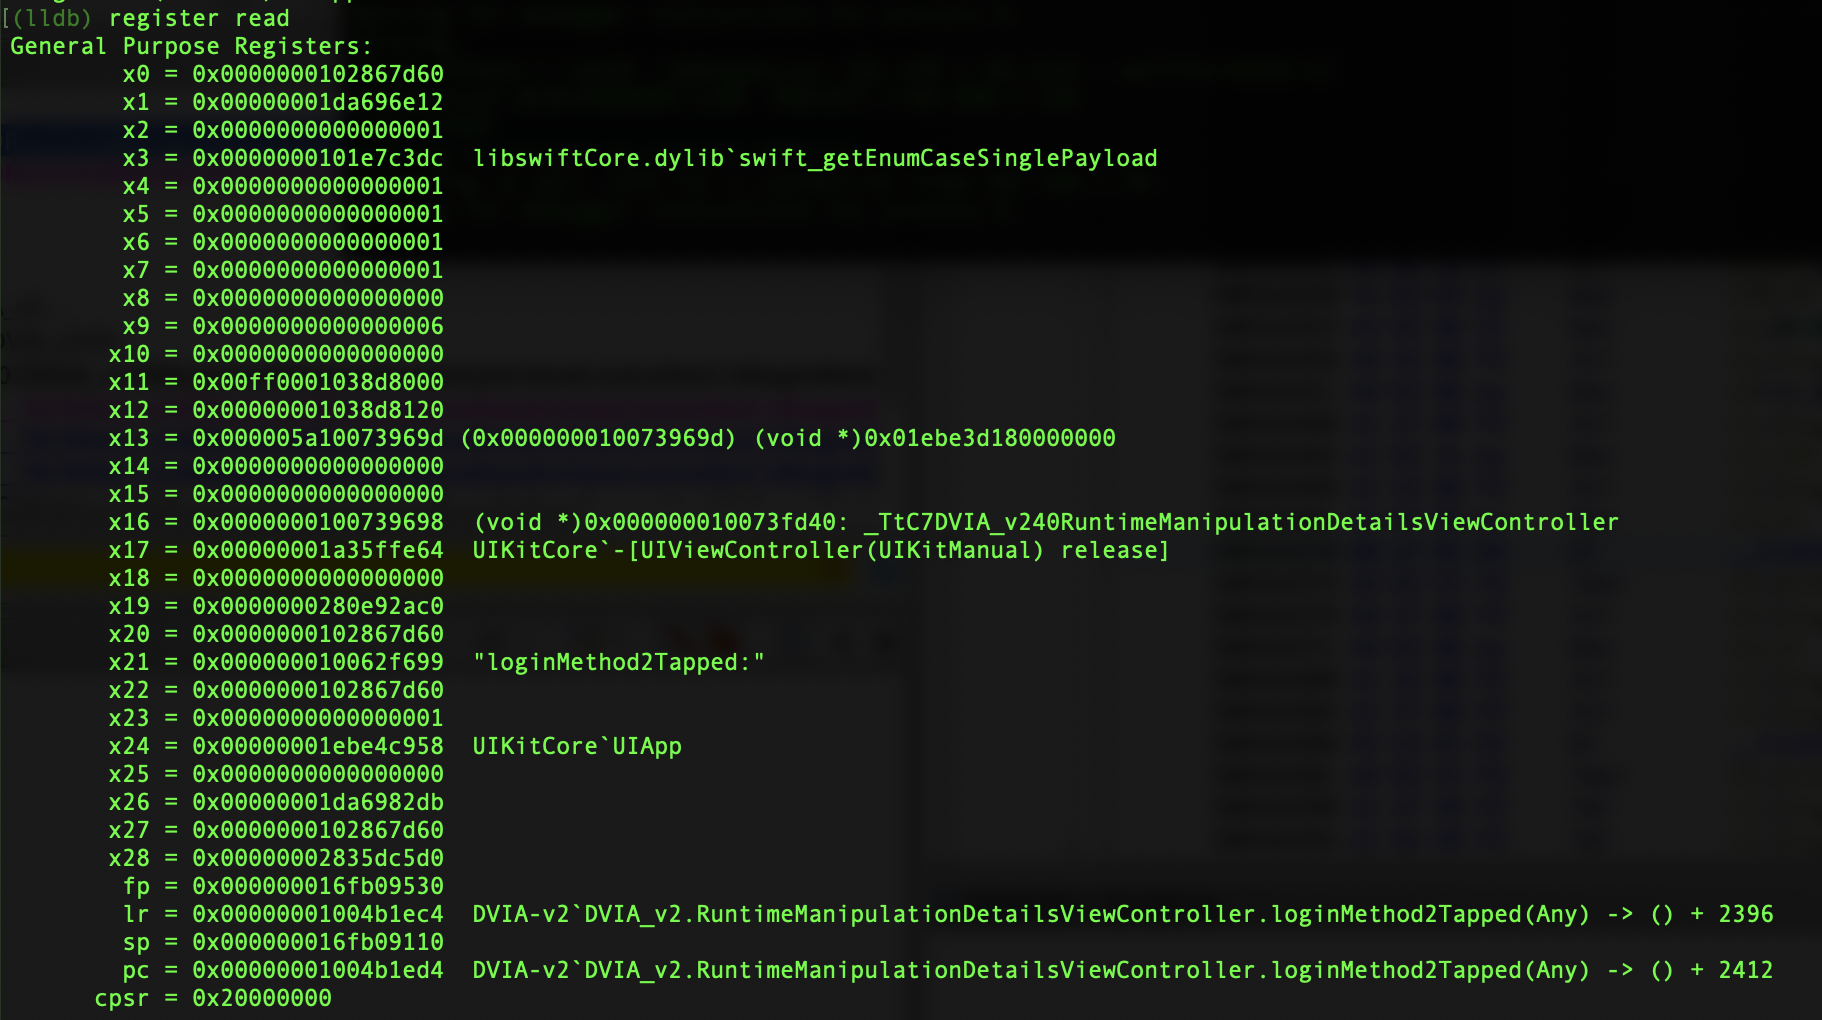 [(lldb) register read
General Purpose Registers:
x0 = 0x0000000102867d60
x1 = 0x00000001da696e12
x2 = 0x0000000000000001
x3 = 0x0000000101e7c3dc  libswiftCore.dylib`swift_getEnumCaseSinglePayload
x4 = 0x0000000000000001
x5 = 0x0000000000000001
x6 = 0x0000000000000001
x7 = 0x0000000000000001
x8 = 0x0000000000000000
x9 = 0x0000000000000006
x10 = 0x0000000000000000
x11 = 0x00ff0001038d8000
x12 = 0x00000001038d8120
x13 = 0x000005a10073969d (0x000000010073969d) (void *)0x01ebe3d180000000
x14 = 0x0000000000000000
x15 = 0x0000000000000000
x16 = 0x0000000100739698  (void *)0x000000010073fd40: _TtC7DVIA_v240RuntimeManipulationDetailsViewController
x17 = 0x00000001a35ffe64  UIKitCore`-[UIViewController(UIKitManual) release]
x18 = 0x0000000000000000
x19 = 0x0000000280e92ac0
x20 = 0x0000000102867d60
x21 = 0x000000010062f699  "loginMethod2Tapped:"
x22 = 0x0000000102867d60
x23 = 0x0000000000000001
x24 = 0x00000001ebe4c958  UIKitCore`UIApp
x25 = 0x0000000000000000
x26 = 0x00000001da6982db
x27 = 0x0000000102867d60
x28 = 0x00000002835dc5d0
fp = 0x000000016fb09530
lr = 0x00000001004b1ec4  DVIA-v2`DVIA_v2.RuntimeManipulationDetailsViewController.loginMethod2Tapped(Any) -> () + 2396
sp = 0x000000016fb09110
pc = 0x00000001004b1ed4  DVIA-v2`DVIA_v2.RuntimeManipulationDetailsViewController.loginMethod2Tapped(Any) -> () + 2412
cpsr = 0x20000000